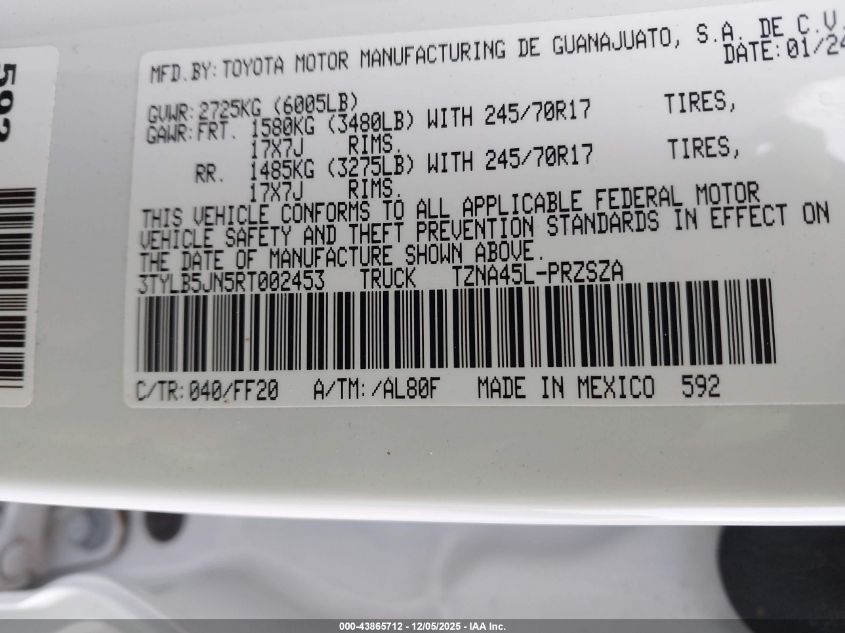 MFD.BY:TOYOTA MOTOR MANUFACTURING DE GUANAJUATO, S.A. DE C.V.
DATE:01/24
GVWR:2725KG (6005LB)
GAWR:FRT. 1580KG (3480LB) WITH 245/70R17 TIRES,
17X7J RIMS.
RR. 1485KG (3275LB) WITH 245/70R17 TIRES,
17X7J RIMS.
THIS VEHICLE CONFORMS TO ALL APPLICABLE FEDERAL MOTOR
VEHICLE SAFETY AND THEFT PREVENTION STANDARDS IN EFFECT ON
THE DATE OF MANUFACTURE SHOWN ABOVE.
3TYLB5JN5RT002453 TRUCK TZNA45L-PRZSZA
C/TR:040/FF20 A/TM:/AL80F MADE IN MEXICO 592
592
000-43865712 - 12/05/2025 - IAA Inc.